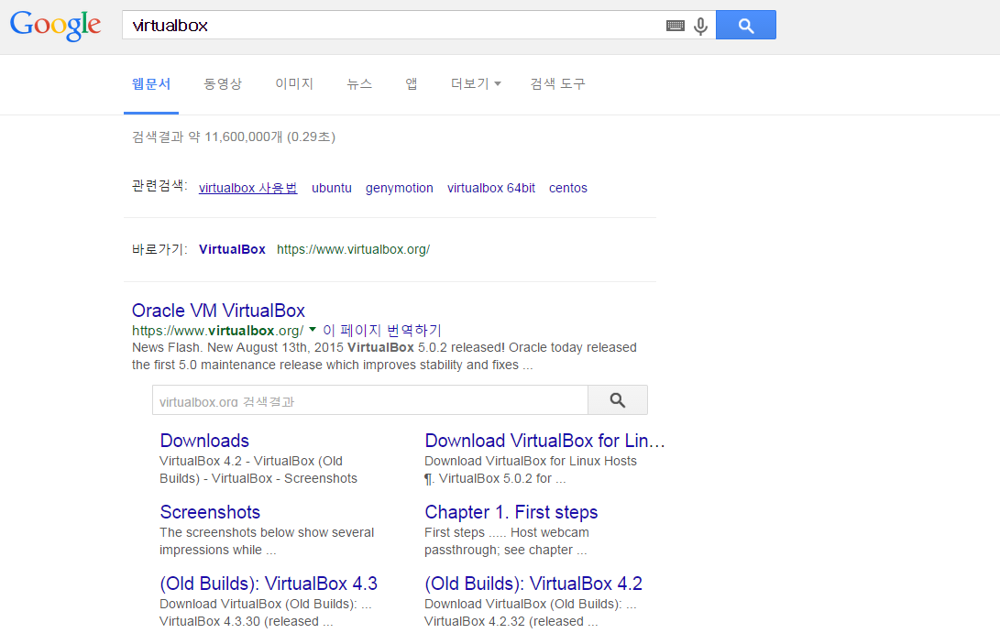 Google virtualbox
웹문서 동영상 이미지 뉴스 앱 더보기 검색 도구
검색결과 약 11,600,000개 (0.29초)
관련검색: virtualbox 사용법 ubuntu genymotion virtualbox 64bit centos
바로가기: VirtualBox https://www.virtualbox.org/
Oracle VM VirtualBox
https://www.virtualbox.org/ 이 페이지 번역하기
News Flash. New August 13th, 2015 VirtualBox 5.0.2 released! Oracle today released
the first 5.0 maintenance release which improves stability and fixes ...
virtualbox.org 검색결과
Downloads
VirtualBox 4.2 - VirtualBox (Old
Builds) - VirtualBox - Screenshots
Download VirtualBox for Lin...
Download VirtualBox for Linux Hosts
¶. VirtualBox 5.0.2 for ...
Screenshots
The screenshots below show several
impressions while ...
Chapter 1. First steps
First steps ..... Host webcam
passthrough; see chapter ...
(Old Builds): VirtualBox 4.3
Download VirtualBox (Old Builds): ...
VirtualBox 4.3.30 (released ...
(Old Builds): VirtualBox 4.2
Download VirtualBox (Old Builds): ...
VirtualBox 4.2.32 (released ...